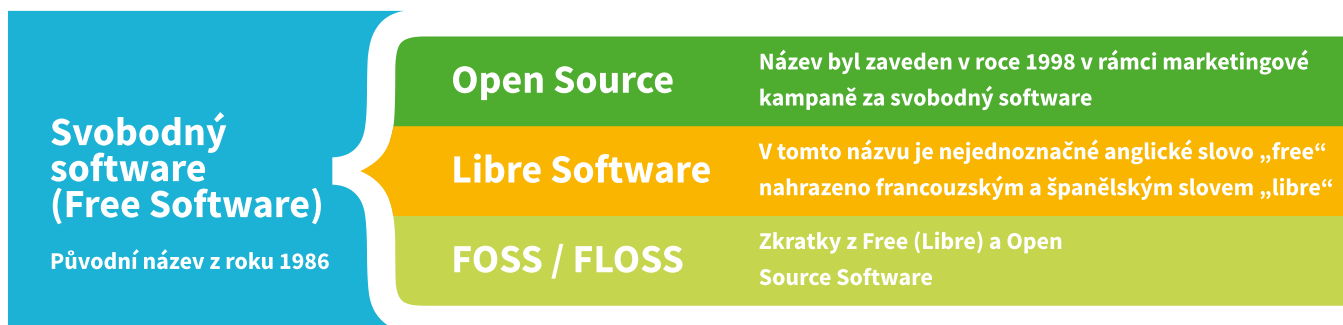 Svobodný
software
(Free Software)
Původní název z roku 1986
Open Source
Název byl zaveden v roce 1998 v rámci marketingové
kampaně za svobodný software
Libre Software
V tomto názvu je nejednoznačné anglické slovo „free“
nahrazeno francouzským a španělským slovem „libre“
FOSS / FLOSS
Zkratky z Free (Libre) a Open
Source Software